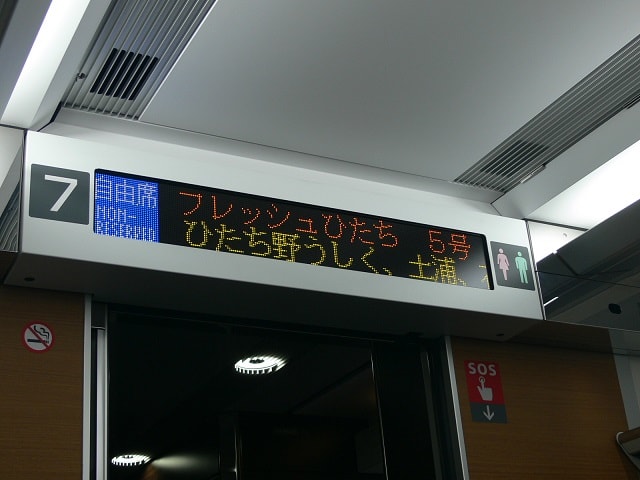 7
自由席
NON-
フレッシュひたち 5号
ひたち野うしく、土浦、
SOS